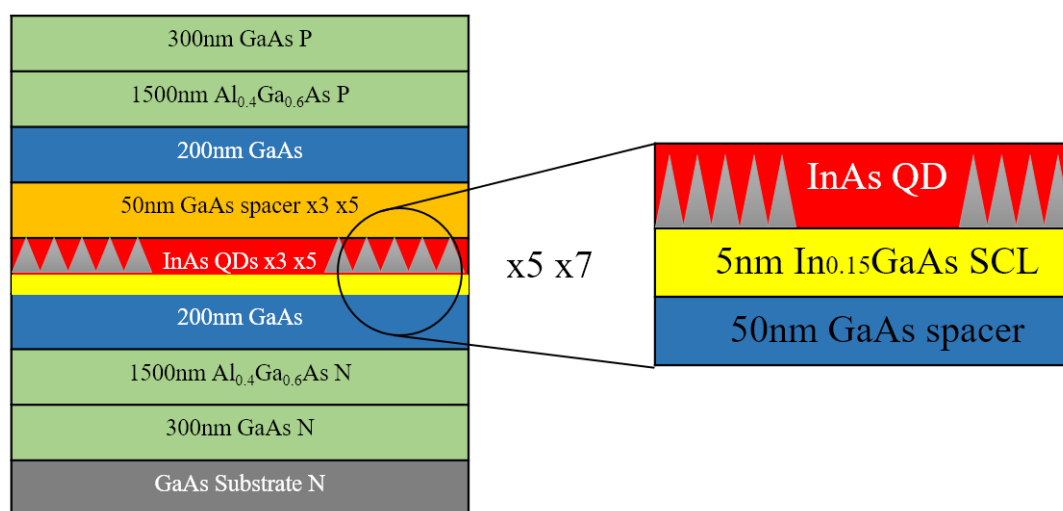 300nm GaAs P
1500nm Al₀.₄Ga₀.₆As P
200nm GaAs
50nm GaAs spacer x3 x5
InAs QDs x3 x5
200nm GaAs
1500nm Al₀.₄Ga₀.₆As N
300nm GaAs N
GaAs Substrate N
x5 x7
InAs QD
5nm In₀.₁₅GaAs SCL
50nm GaAs spacer